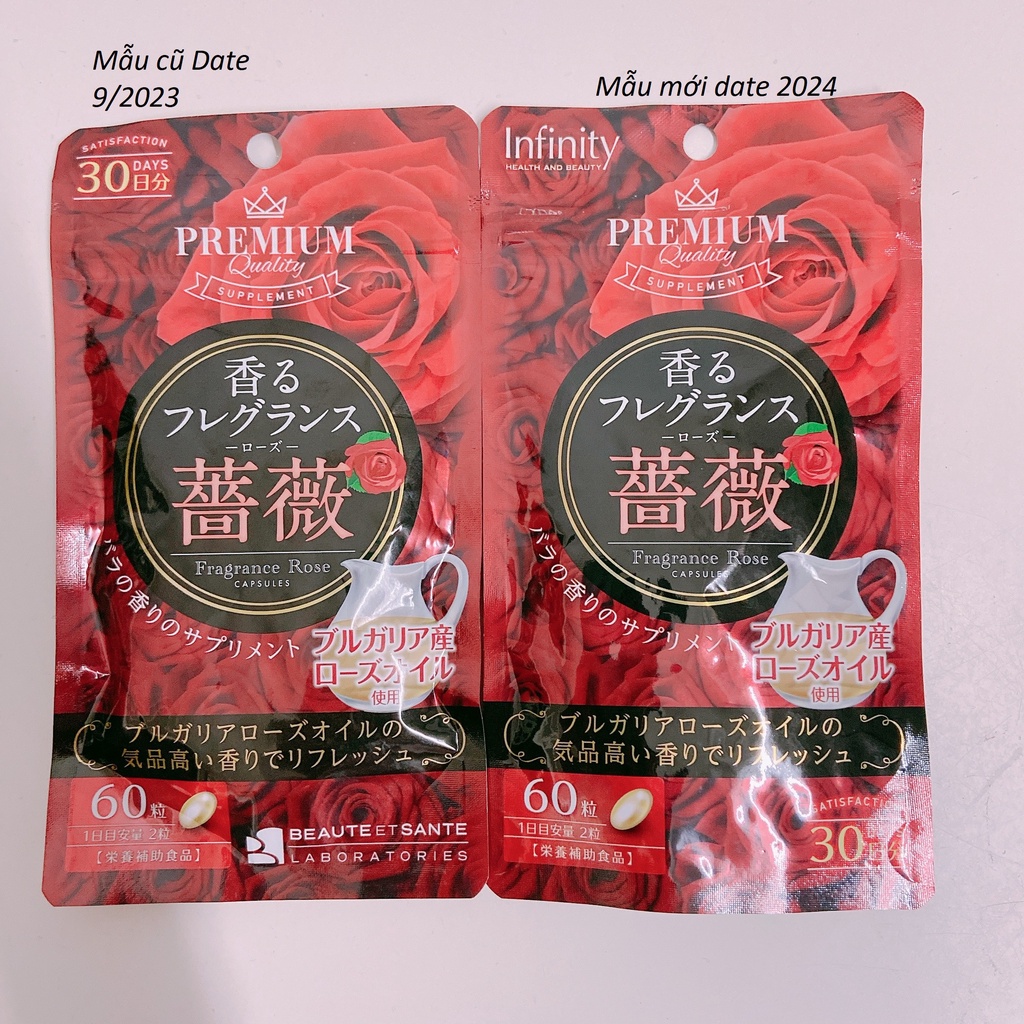 Mẫu cũ Date
9/2023
Mẫu mới date 2024
SATISFACTION
30 DAYS
日分
PREMIUM
Quality
SUPPLEMENT
香る
フレグランス
ーローズー
薔薇
Fragrance Rose
CAPSULES
バラの香りのサプリメント
ブルガリア産
ローズオイル
使用
ブルガリアローズオイルの
気品高い香りでリフレッシュ
60粒
1日目安量 2粒
【栄養補助食品】
BEAUTE ET SANTE
LABORATORIES
Infinity
HEALTH AND BEAUTY
PREMIUM
Quality
SUPPLEMENT
香る
フレグランス
ーローズー
薔薇
Fragrance Rose
CAPSULES
バラの香りのサプリメント
ブルガリア産
ローズオイル
使用
ブルガリアローズオイルの
気品高い香りでリフレッシュ
60粒
1日目安量 2粒
【栄養補助食品】
SATISFACTION
30
日分